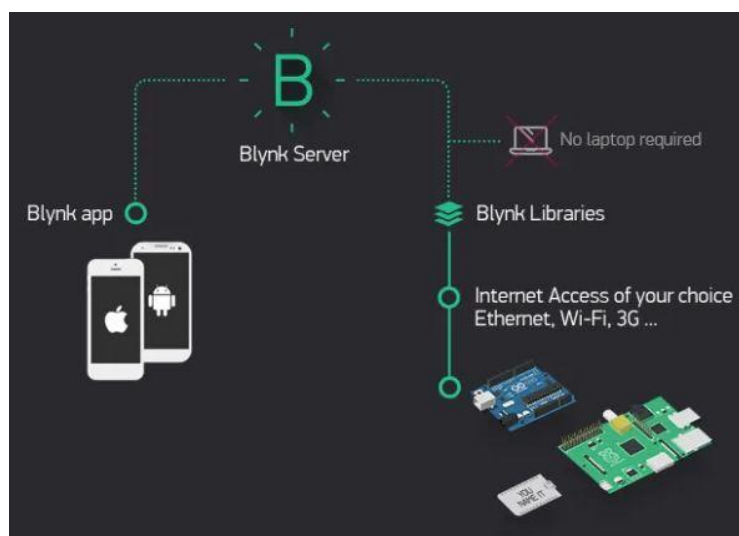 B
Blynk Server
No laptop required
Blynk app
Blynk Libraries
Internet Access of your choice
Ethernet, Wi-Fi, 3G ...
YOU
NAME IT